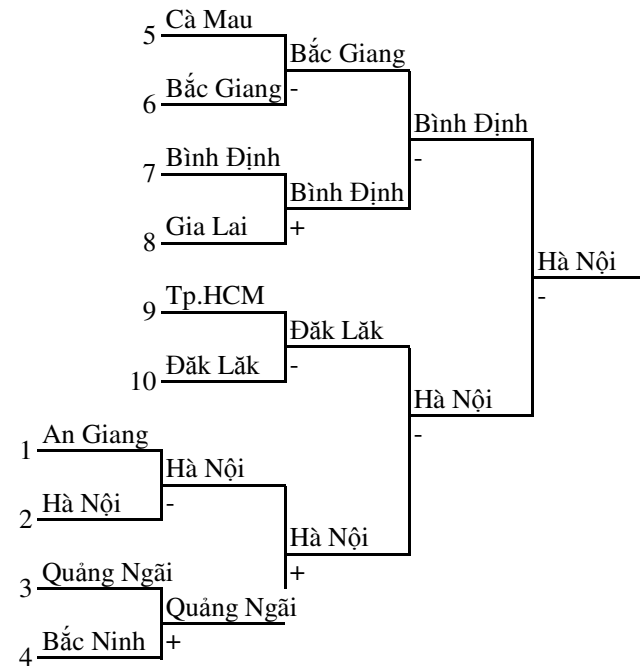 5 Cà Mau
Bắc Giang
6 Bắc Giang -
Bình Định
7 Bình Định -
Bình Định
8 Gia Lai +
Hà Nội
9 Tp.HCM -
Đăk Lăk
10 Đăk Lăk -
Hà Nội
1 An Giang -
Hà Nội
2 Hà Nội -
Hà Nội
3 Quảng Ngãi +
Quảng Ngãi
4 Bắc Ninh +